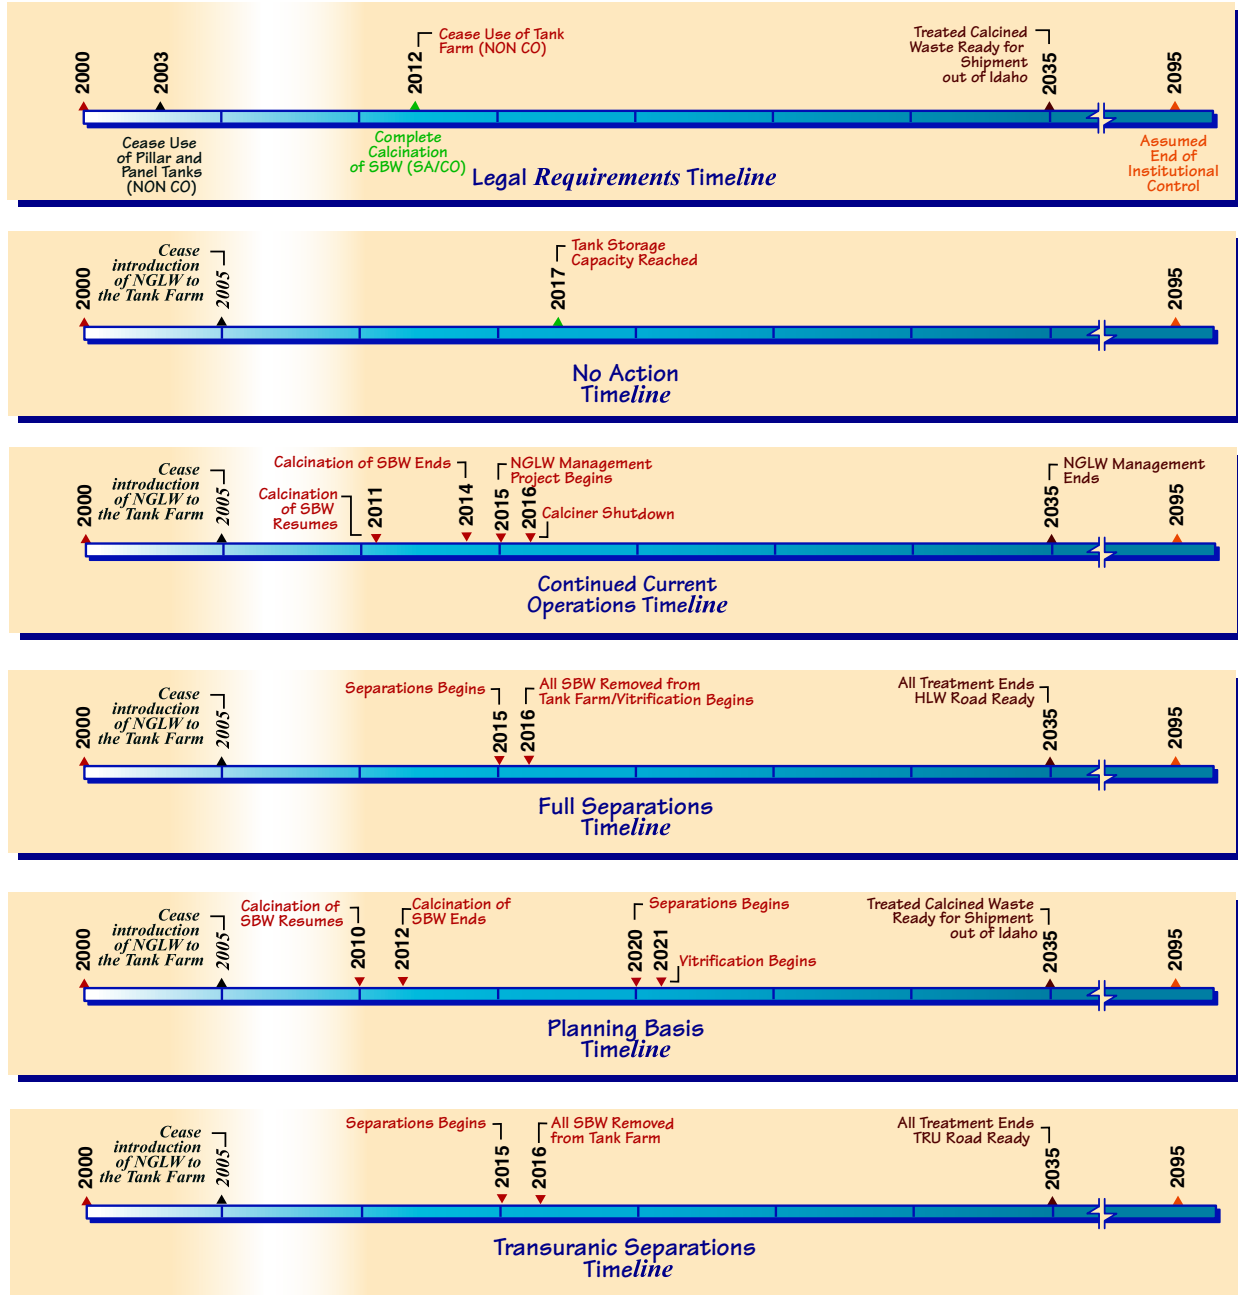 2000
2003
Cease Use
of Pillar and
Panel Tanks
(NON CO)
2012
Cease Use of Tank
Farm (NON CO)
Complete
Calcination
of SBW (SA/CO)
Treated Calcined
Waste Ready for
Shipment
out of Idaho
2035
2095
Assumed
End of
Institutional
Control
Legal Requirements Timeline
2000
Cease
introduction
of NGLW to
the Tank Farm
2005
2017
Tank Storage
Capacity Reached
2095
No Action
Timeline
2000
Cease
introduction
of NGLW to
the Tank Farm
2005
Calcination
of SBW
Resumes
2011
Calcination of SBW Ends
2014
2015
NGLW Management
Project Begins
2016
Calciner Shutdown
2035
NGLW Management
Ends
2095
Continued Current
Operations Timeline
2000
Cease
introduction
of NGLW to
the Tank Farm
2005
Separations Begins
2015
2016
All SBW Removed from
Tank Farm/Vitrification Begins
All Treatment Ends
HLW Road Ready
2035
2095
Full Separations
Timeline
2000
Cease
introduction
of NGLW to
the Tank Farm
2005
Calcination of
SBW Resumes
2010
2012
Calcination of
SBW Ends
2020
Separations Begins
2021
Vitrification Begins
Treated Calcined Waste
Ready for Shipment
out of Idaho
2035
2095
Planning Basis
Timeline
2000
Cease
introduction
of NGLW to
the Tank Farm
2005
Separations Begins
2015
2016
All SBW Removed
from Tank Farm
All Treatment Ends
TRU Road Ready
2035
2095
Transuranic Separations
Timeline